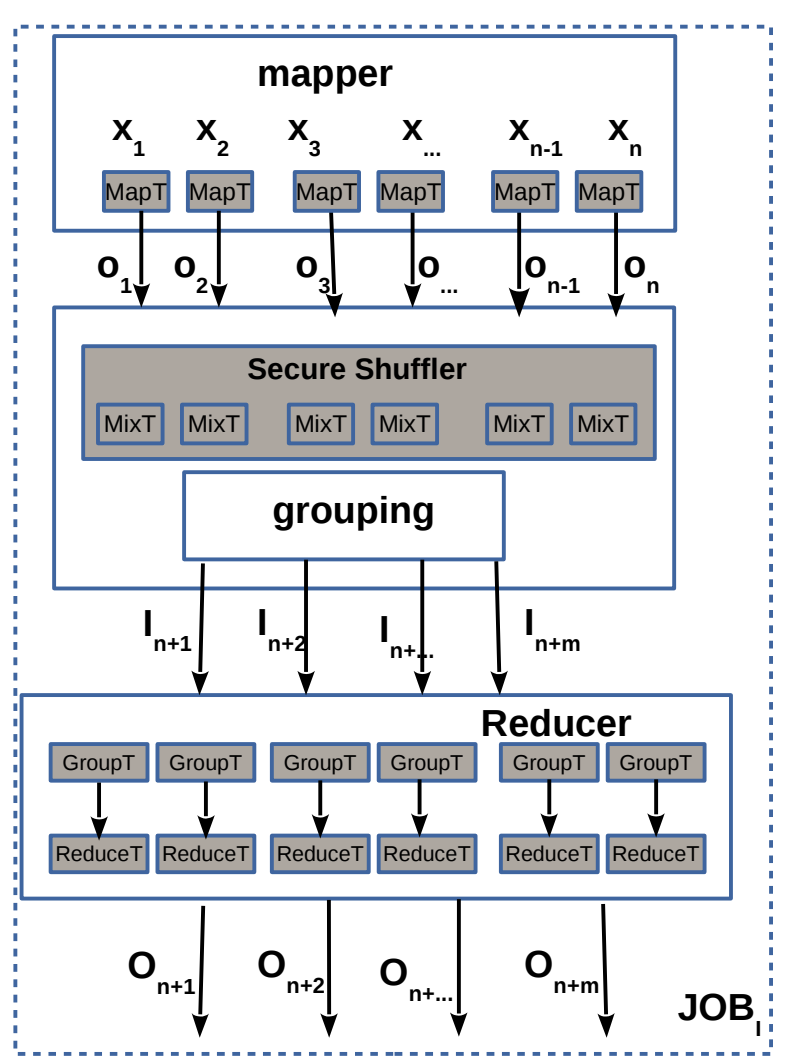 mapper
x1 x2 x3 x... xn-1 xn
MapT MapT MapT MapT MapT MapT
o1 o2 o3 o... on-1 on
Secure Shuffler
MixT MixT MixT MixT MixT MixT
grouping
In+1 In+2 In+... In+m
Reducer
GroupT GroupT GroupT GroupT GroupT GroupT
ReduceT ReduceT ReduceT ReduceT ReduceT ReduceT
On+1 On+2 On+... On+m
JOBI